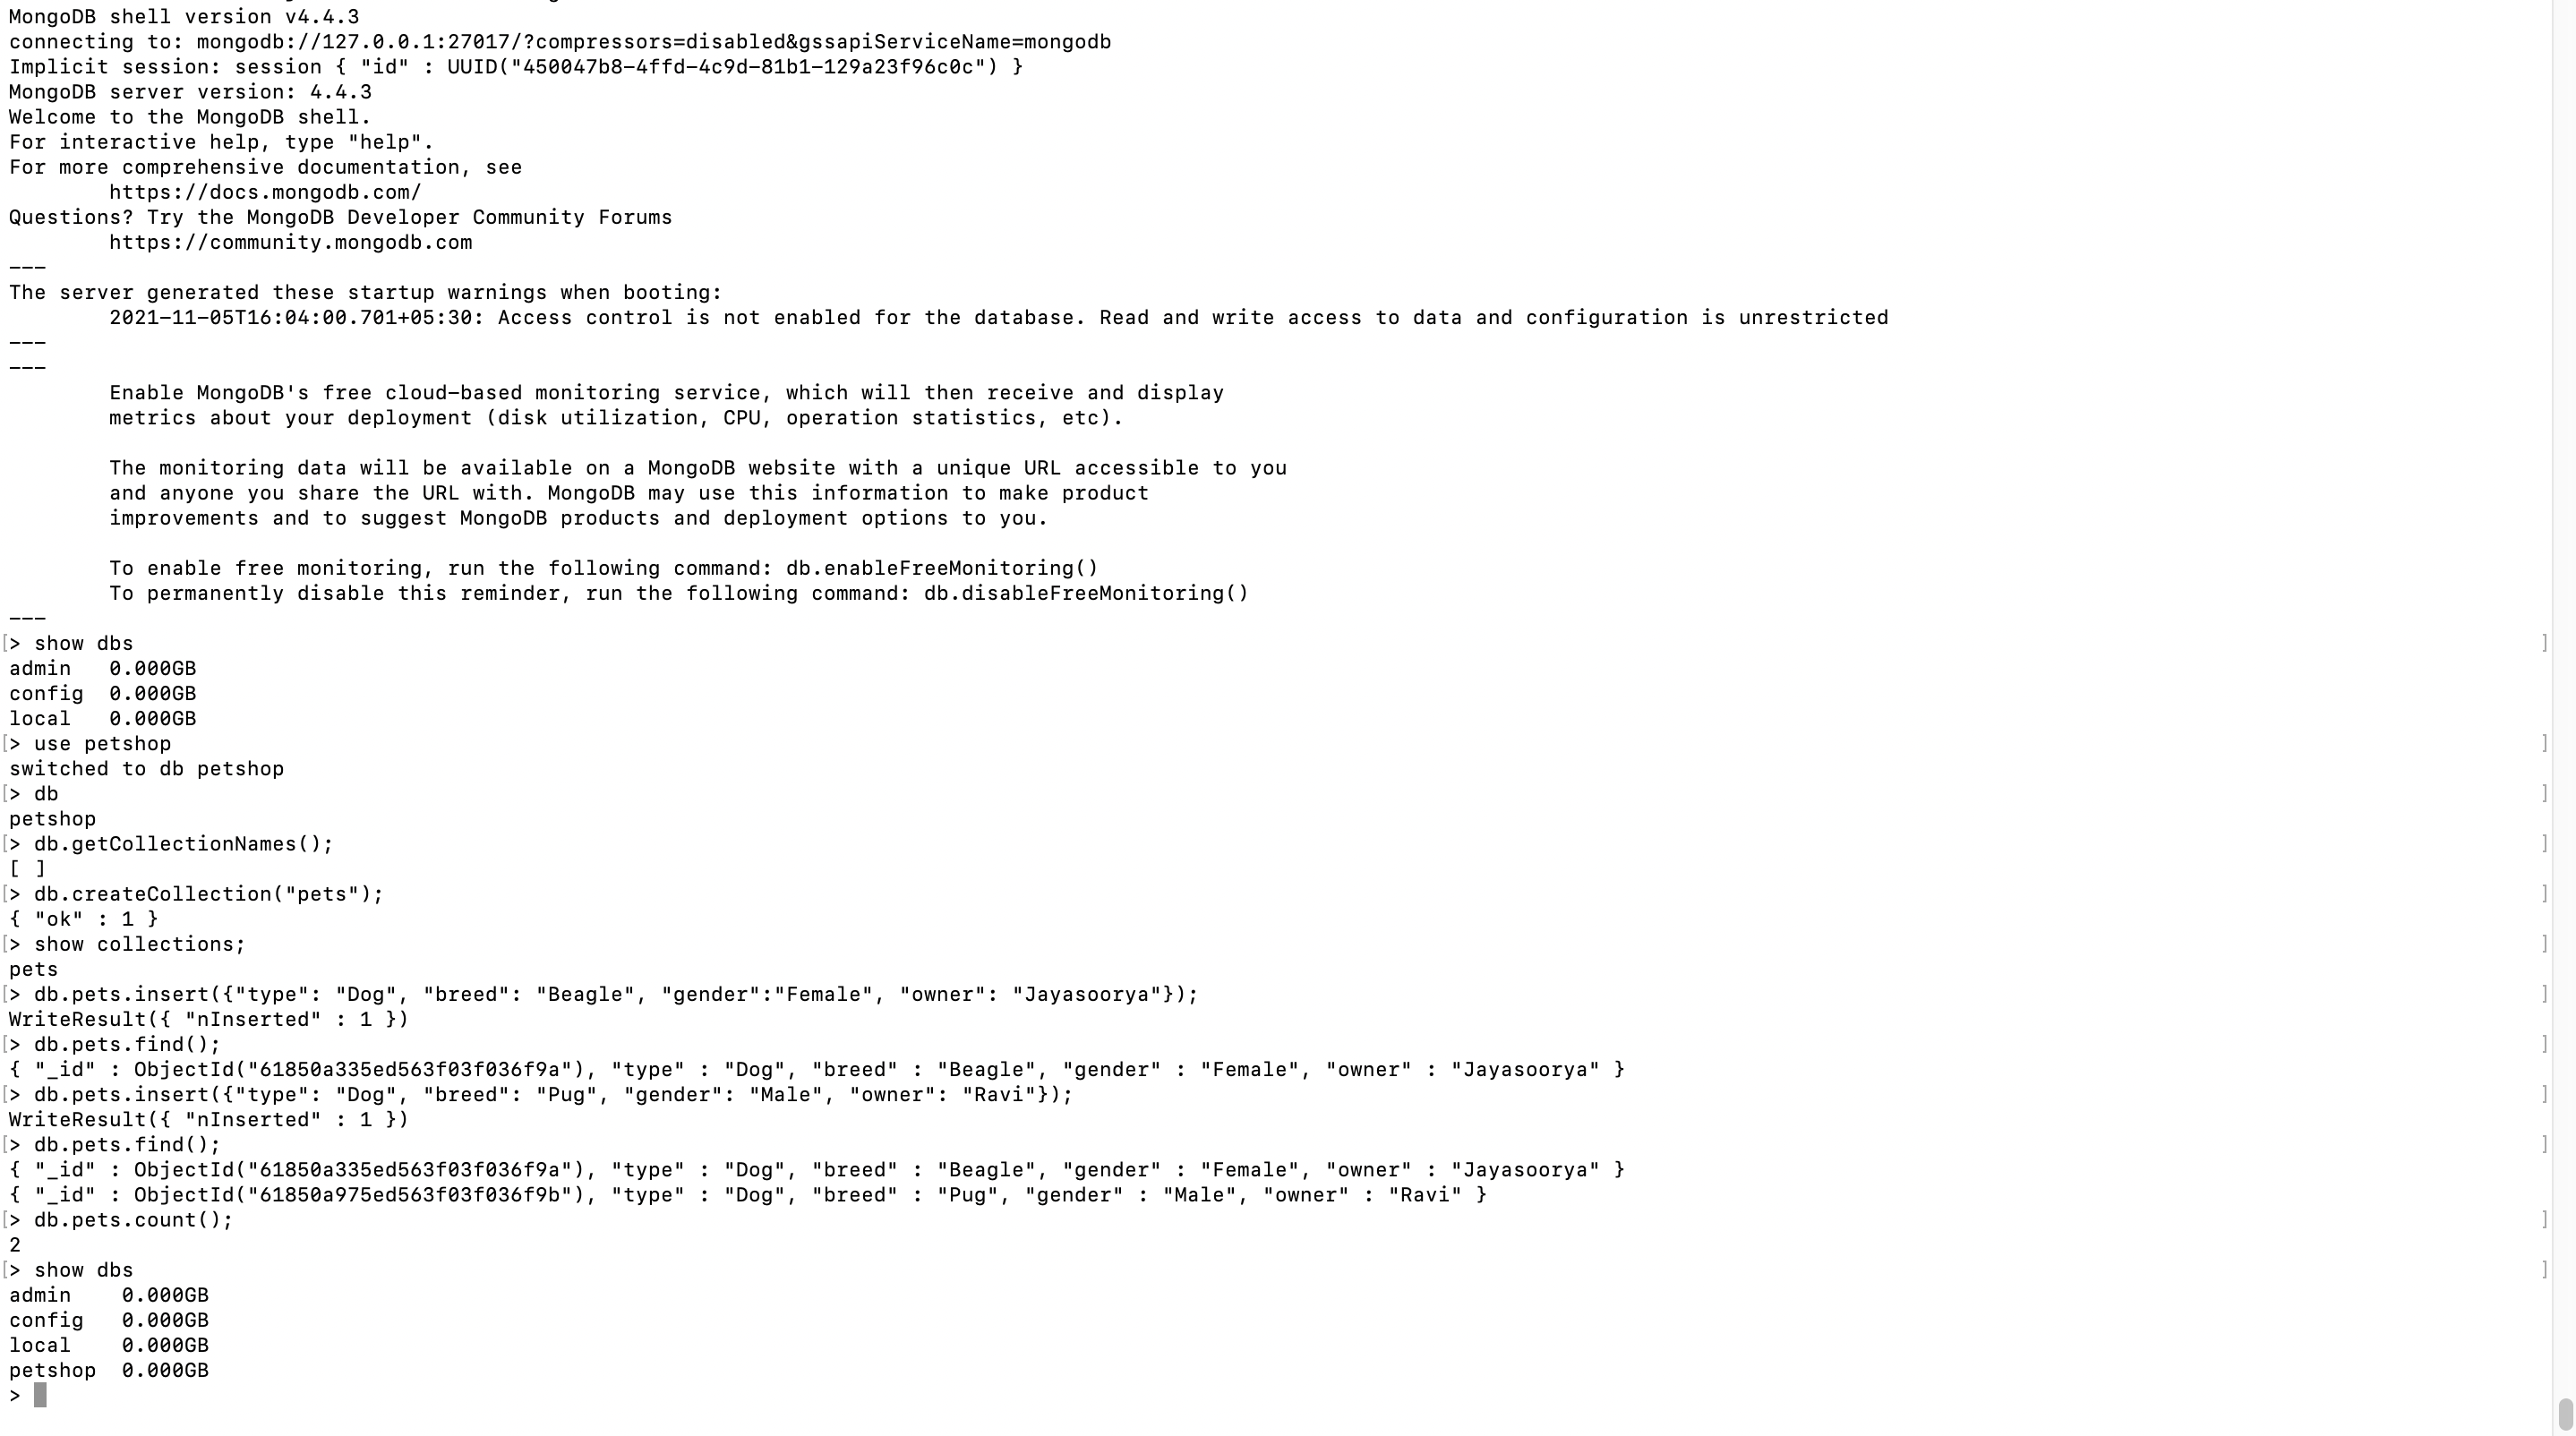 MongoDB shell version v4.4.3
connecting to: mongodb://127.0.0.1:27017/?compressors=disabled&gssapiServiceName=mongodb
Implicit session: session { "id" : UUID("450047b8-4ffd-4c9d-81b1-129a23f96c0c") }
MongoDB server version: 4.4.3
Welcome to the MongoDB shell.
For interactive help, type "help".
For more comprehensive documentation, see
        https://docs.mongodb.com/
Questions? Try the MongoDB Developer Community Forums
        https://community.mongodb.com
---
The server generated these startup warnings when booting:
        2021-11-05T16:04:00.701+05:30: Access control is not enabled for the database. Read and write access to data and configuration is unrestricted
---
---
        Enable MongoDB's free cloud-based monitoring service, which will then receive and display
        metrics about your deployment (disk utilization, CPU, operation statistics, etc).

        The monitoring data will be available on a MongoDB website with a unique URL accessible to you
        and anyone you share the URL with. MongoDB may use this information to make product
        improvements and to suggest MongoDB products and deployment options to you.

        To enable free monitoring, run the following command: db.enableFreeMonitoring()
        To permanently disable this reminder, run the following command: db.disableFreeMonitoring()
---
[> show dbs ]
admin   0.000GB
config  0.000GB
local   0.000GB
[> use petshop ]
switched to db petshop
[> db ]
petshop
[> db.getCollectionNames(); ]
[ ]
[> db.createCollection("pets"); ]
{ "ok" : 1 }
[> show collections; ]
pets
[> db.pets.insert({"type": "Dog", "breed": "Beagle", "gender":"Female", "owner": "Jayasoorya"}); ]
WriteResult({ "nInserted" : 1 })
[> db.pets.find(); ]
{ "_id" : ObjectId("61850a335ed563f03f036f9a"), "type" : "Dog", "breed" : "Beagle", "gender" : "Female", "owner" : "Jayasoorya" }
[> db.pets.insert({"type": "Dog", "breed": "Pug", "gender": "Male", "owner": "Ravi"}); ]
WriteResult({ "nInserted" : 1 })
[> db.pets.find(); ]
{ "_id" : ObjectId("61850a335ed563f03f036f9a"), "type" : "Dog", "breed" : "Beagle", "gender" : "Female", "owner" : "Jayasoorya" }
{ "_id" : ObjectId("61850a975ed563f03f036f9b"), "type" : "Dog", "breed" : "Pug", "gender" : "Male", "owner" : "Ravi" }
[> db.pets.count(); ]
2
[> show dbs ]
admin    0.000GB
config   0.000GB
local    0.000GB
petshop  0.000GB
>